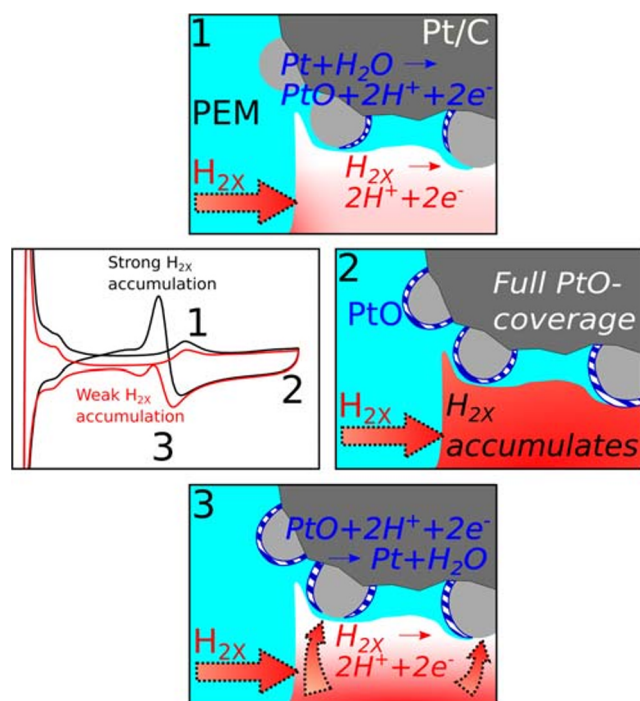 1
Pt/C
Pt+H₂O →
PtO+2H⁺+2e⁻
PEM
H₂X
H₂X →
2H⁺+2e⁻
Strong H₂X
accumulation
1
2
Weak H₂X
accumulation
3
2
Full PtO-
coverage
PtO
H₂X
H₂X
accumulates
3
PtO+2H⁺+2e⁻
→ Pt+H₂O
H₂X
H₂X →
2H⁺+2e⁻